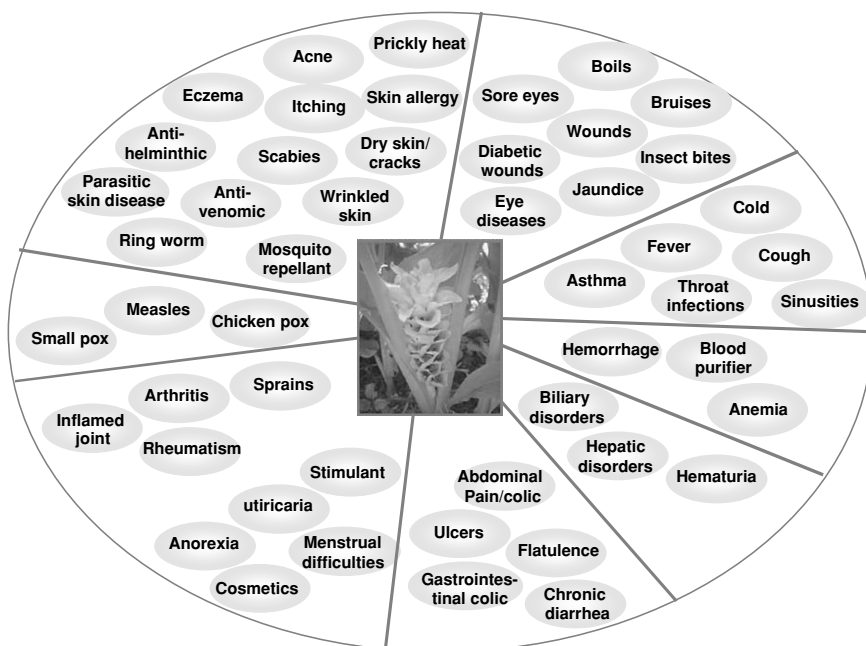 Acne
Prickly heat
Eczema
Itching
Skin allergy
Anti-
helminthic
Scabies
Dry skin/
cracks
Parasitic
skin disease
Anti-
venomic
Wrinkled
skin
Ring worm
Mosquito
repellant
Boils
Sore eyes
Bruises
Wounds
Diabetic
wounds
Insect bites
Jaundice
Eye
diseases
Cold
Fever
Cough
Asthma
Throat
infections
Sinusities
Hemorrhage
Blood
purifier
Anemia
Biliary
disorders
Hepatic
disorders
Hematuria
Abdominal
Pain/colic
Ulcers
Flatulence
Gastrointes-
tinal colic
Chronic
diarrhea
Small pox
Measles
Chicken pox
Arthritis
Sprains
Inflamed
joint
Rheumatism
Stimulant
utiricaria
Anorexia
Menstrual
difficulties
Cosmetics